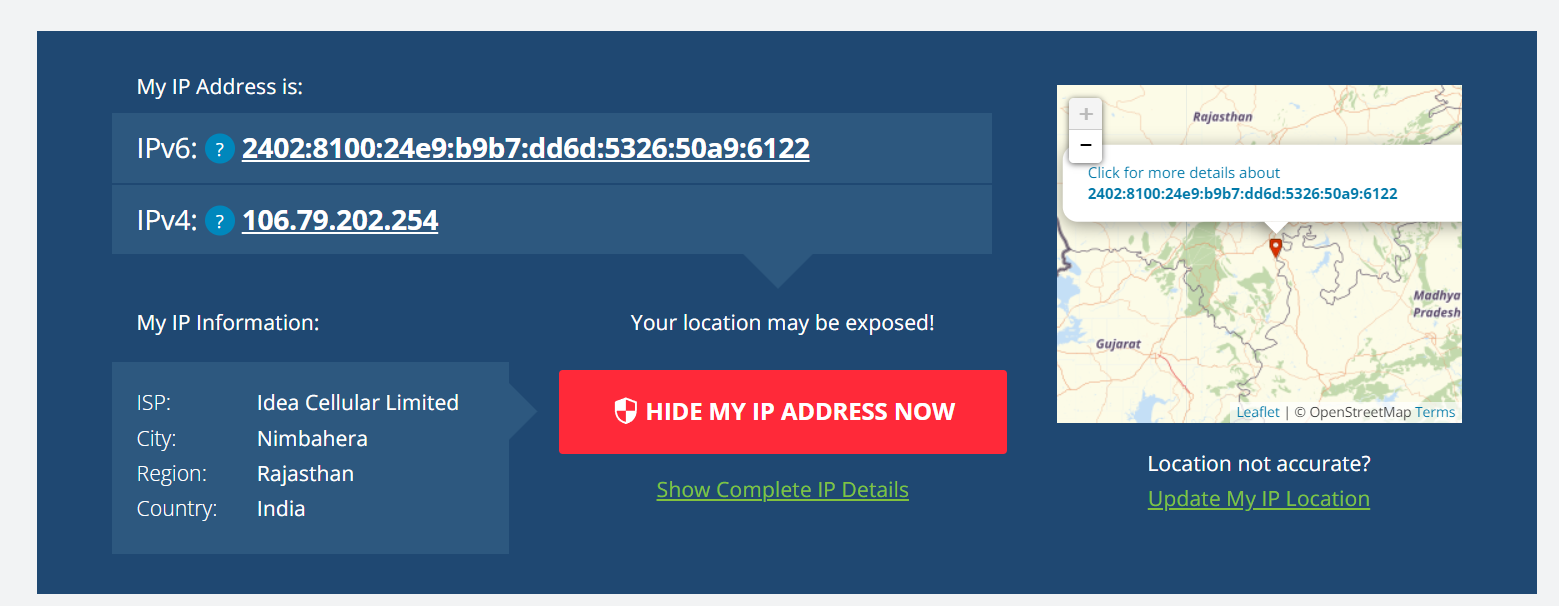 My IP Address is:
IPv6: ? 2402:8100:24e9:b9b7:dd6d:5326:50a9:6122
IPv4: ? 106.79.202.254
My IP Information:
ISP: Idea Cellular Limited
City: Nimbahera
Region: Rajasthan
Country: India
Your location may be exposed!
HIDE MY IP ADDRESS NOW
Show Complete IP Details
+
−
Rajasthan
Click for more details about
2402:8100:24e9:b9b7:dd6d:5326:50a9:6122
Madhya
Pradesh
Gujarat
Leaflet | © OpenStreetMap Terms
Location not accurate?
Update My IP Location